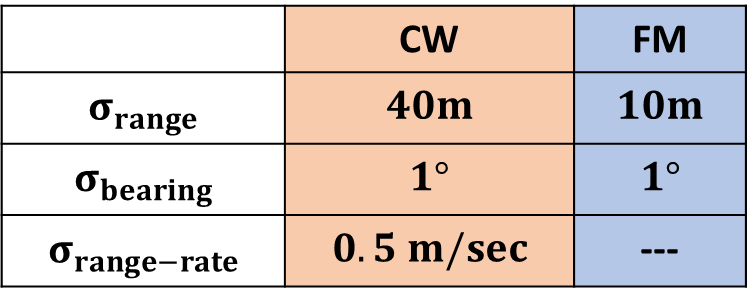 CW FM
σrange 40m 10m
σbearing 1° 1°
σrange−rate 0.5 m/sec ---